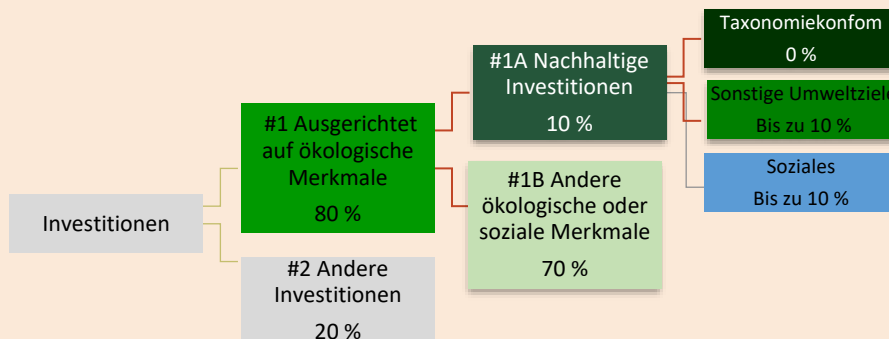 Investitionen
#1 Ausgerichtet
auf ökologische
Merkmale
80 %
#2 Andere
Investitionen
20 %
#1A Nachhaltige
Investitionen
10 %
#1B Andere
ökologische oder
soziale Merkmale
70 %
Taxonomiekonfom
0 %
Sonstige Umweltziele
Bis zu 10 %
Soziales
Bis zu 10 %